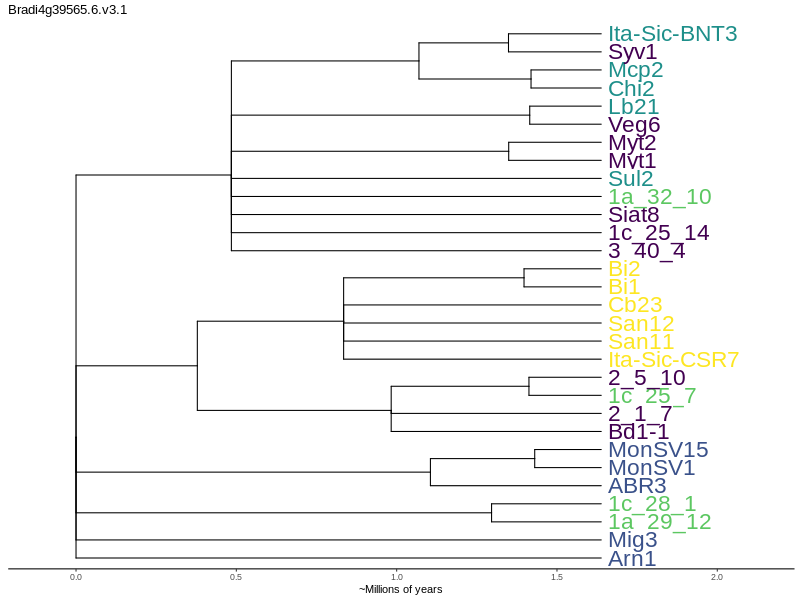 Bradi4g39565.6.v3.1
Ita-Sic-BNT3
Syv1
Mcp2
Chi2
Lb21
Veg6
Myt2
Myt1
Sul2
1a_32_10
Siat8
1c_25_14
3_40_4
Bi2
Bi1
Cb23
San12
San11
Ita-Sic-CSR7
2_5_10
1c_25_7
2_1_7
Bd1-1
MonSV15
MonSV1
ABR3
1c_28_1
1a_29_12
Mig3
Arn1
0.0 0.5 1.0 1.5 2.0
~Millions of years